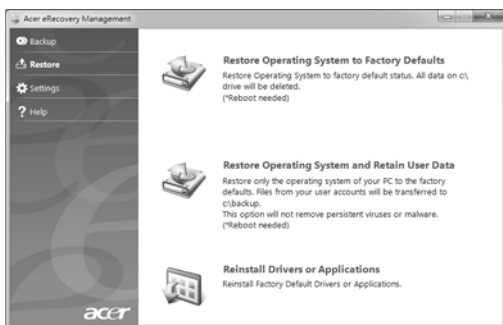 Acer eRecovery Management
Backup
Restore
Settings
Help
Restore Operating System to Factory Defaults
Restore Operating System to factory default status. All data on c:\
drive will be deleted.
(*Reboot needed)
Restore Operating System and Retain User Data
Restore only the operating system of your PC to the factory
defaults. Files from your user accounts will be transferred to
c:\backup.
This option will not remove persistent viruses or malware.
(*Reboot needed)
Reinstall Drivers or Applications
Reinstall Factory Default Drivers or Applications.
acer